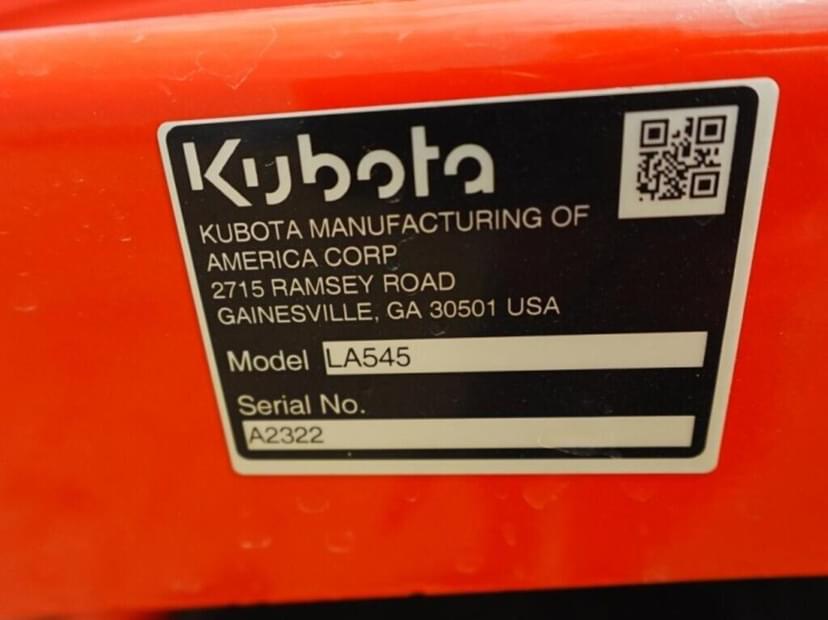 Kubota
KUBOTA MANUFACTURING OF
AMERICA CORP
2715 RAMSEY ROAD
GAINESVILLE, GA 30501 USA
Model LA545
Serial No.
A2322